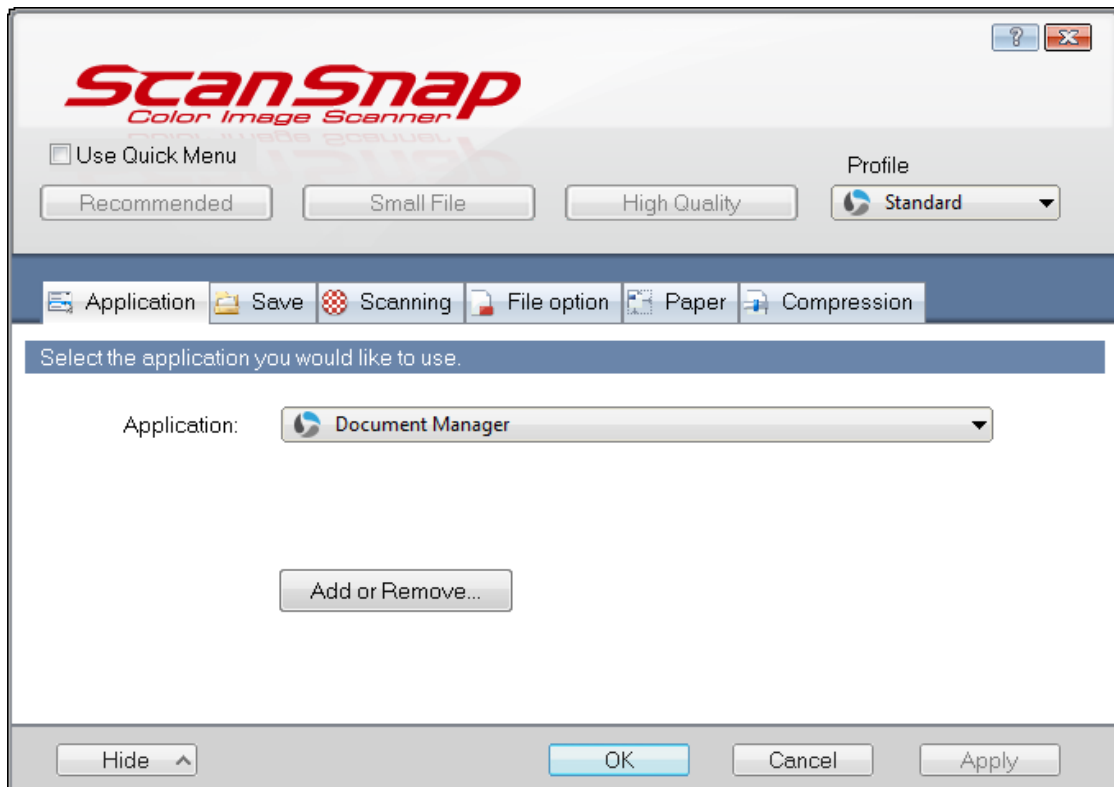 ?
ScanSnap
Color Image Scanner
Use Quick Menu
Profile
Recommended
Small File
High Quality
Standard
Application
Save
Scanning
File option
Paper
Compression
Select the application you would like to use.
Application:
Document Manager
Add or Remove...
Hide
OK
Cancel
Apply